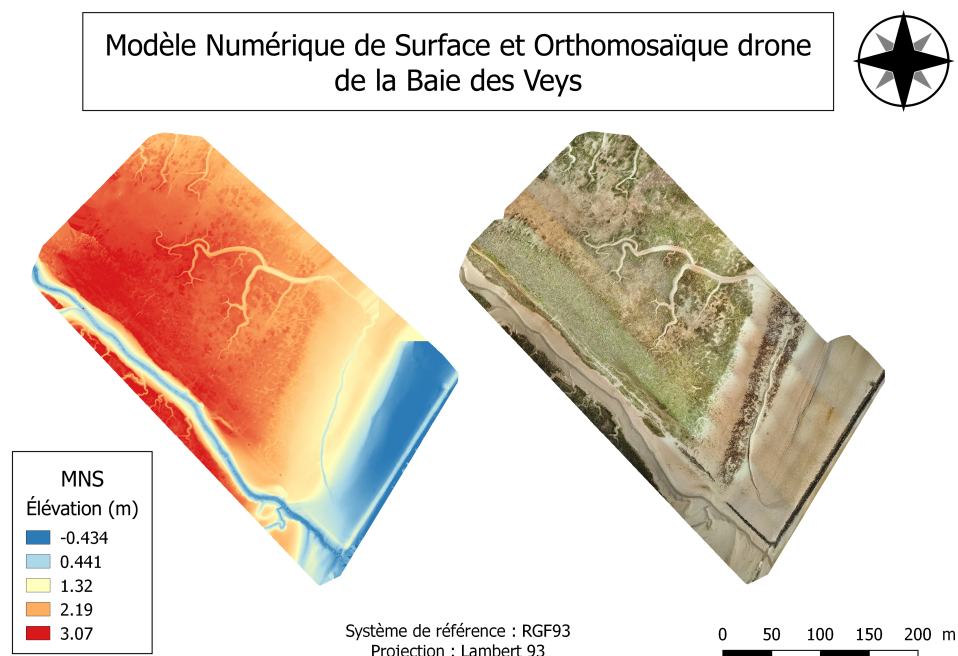 Modèle Numérique de Surface et Orthomosaïque drone
de la Baie des Veys
MNS
Élévation (m)
-0.434
0.441
1.32
2.19
3.07
Système de référence : RGF93
Projection : Lambert 93
0 50 100 150 200 m